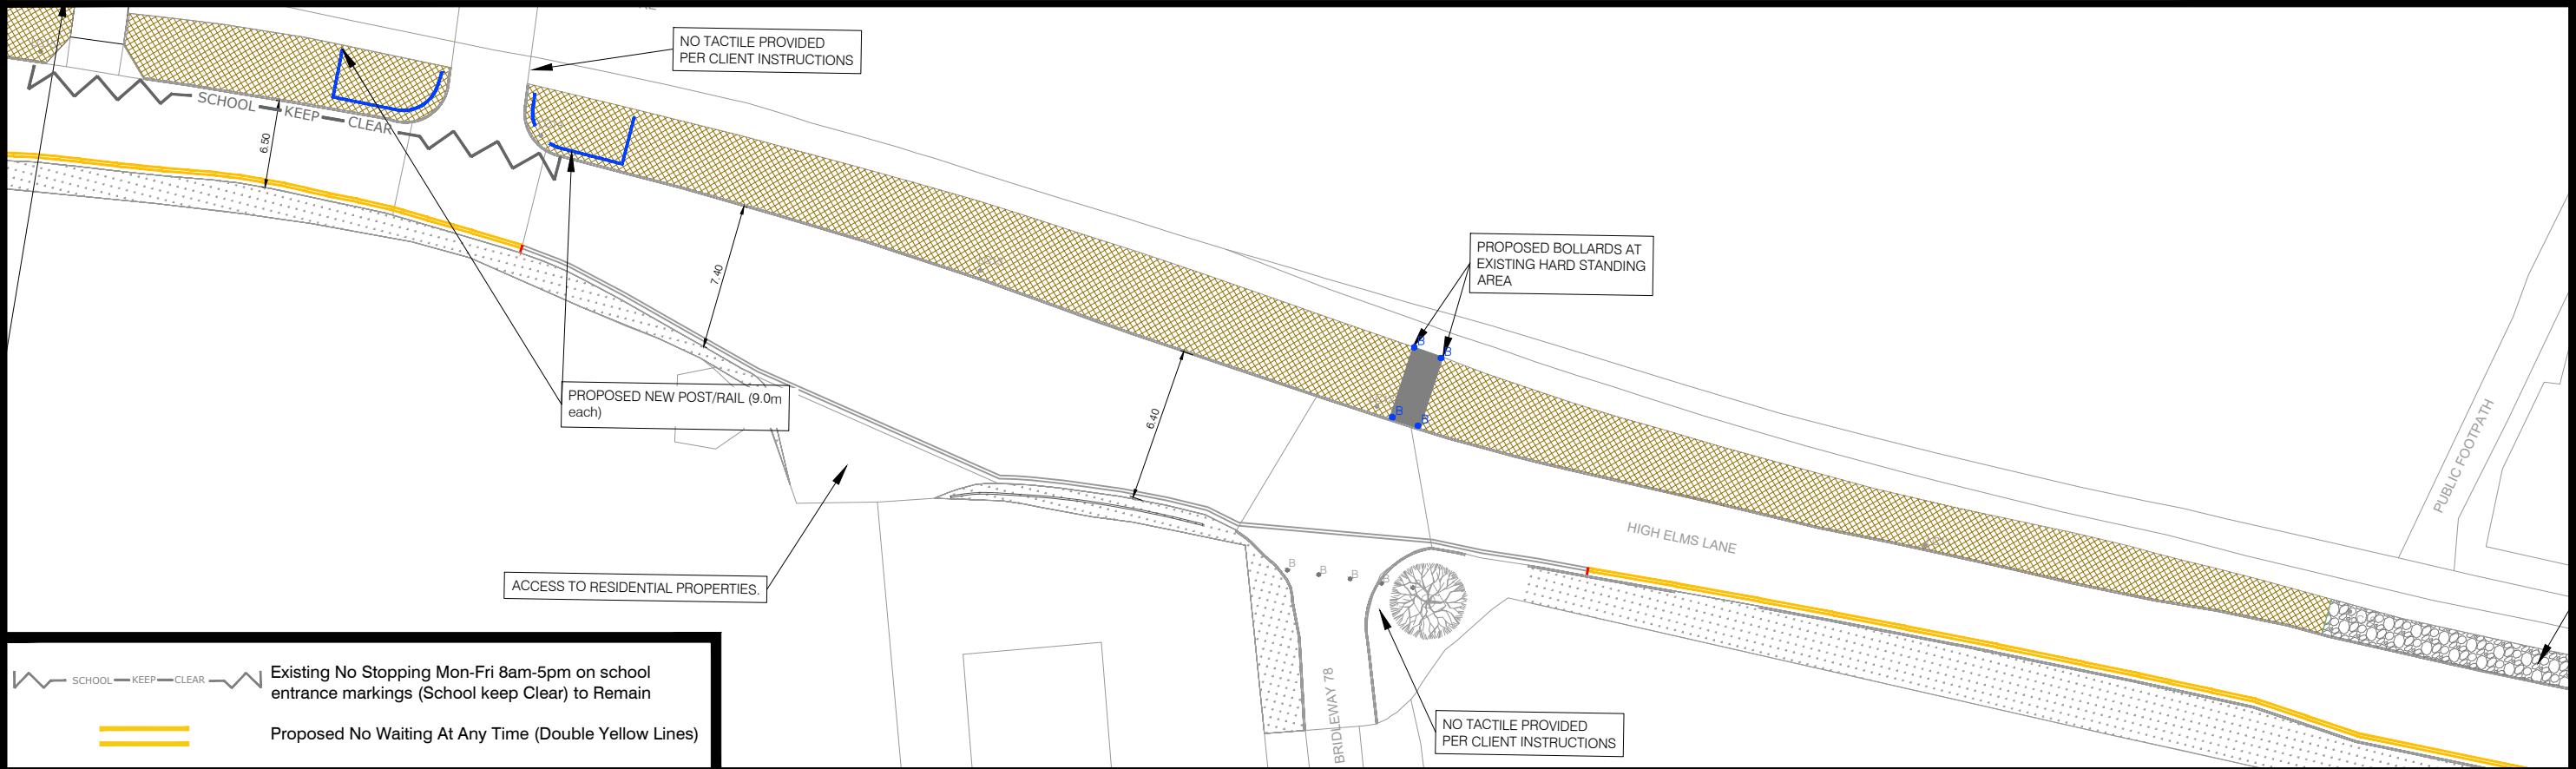 NO TACTILE PROVIDED
PER CLIENT INSTRUCTIONS
SCHOOL KEEP CLEAR
6.50
7.40
PROPOSED BOLLARDS AT
EXISTING HARD STANDING
AREA
B
B
B
B
PROPOSED NEW POST/RAIL (9.0m
each)
6.40
PUBLIC FOOTPATH
HIGH ELMS LANE
B
B
B
B
ACCESS TO RESIDENTIAL PROPERTIES.
BRIDLEWAY 78
NO TACTILE PROVIDED
PER CLIENT INSTRUCTIONS
SCHOOL KEEP CLEAR
Existing No Stopping Mon-Fri 8am-5pm on school
entrance markings (School keep Clear) to Remain
Proposed No Waiting At Any Time (Double Yellow Lines)